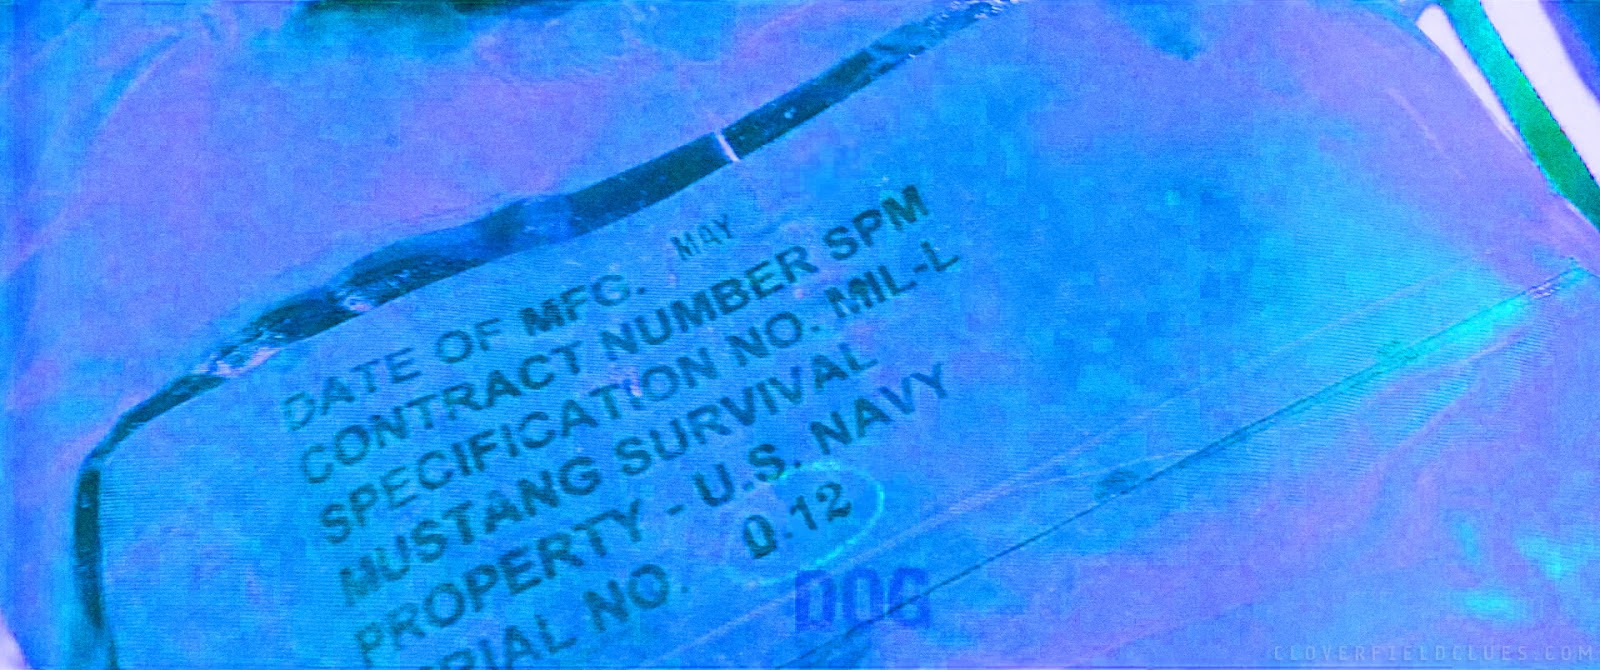 MAY
DATE OF MFG.
CONTRACT NUMBER SPM
SPECIFICATION NO. MIL-L
MUSTANG SURVIVAL
PROPERTY - U.S. NAVY
RIAL NO. D.12
DOG
CLOVERFIELDCLUES.COM